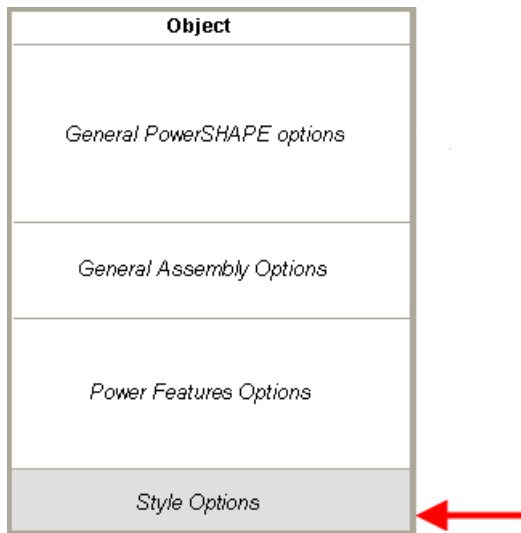 Object
General PowerSHAPE options
General Assembly Options
Power Features Options
Style Options